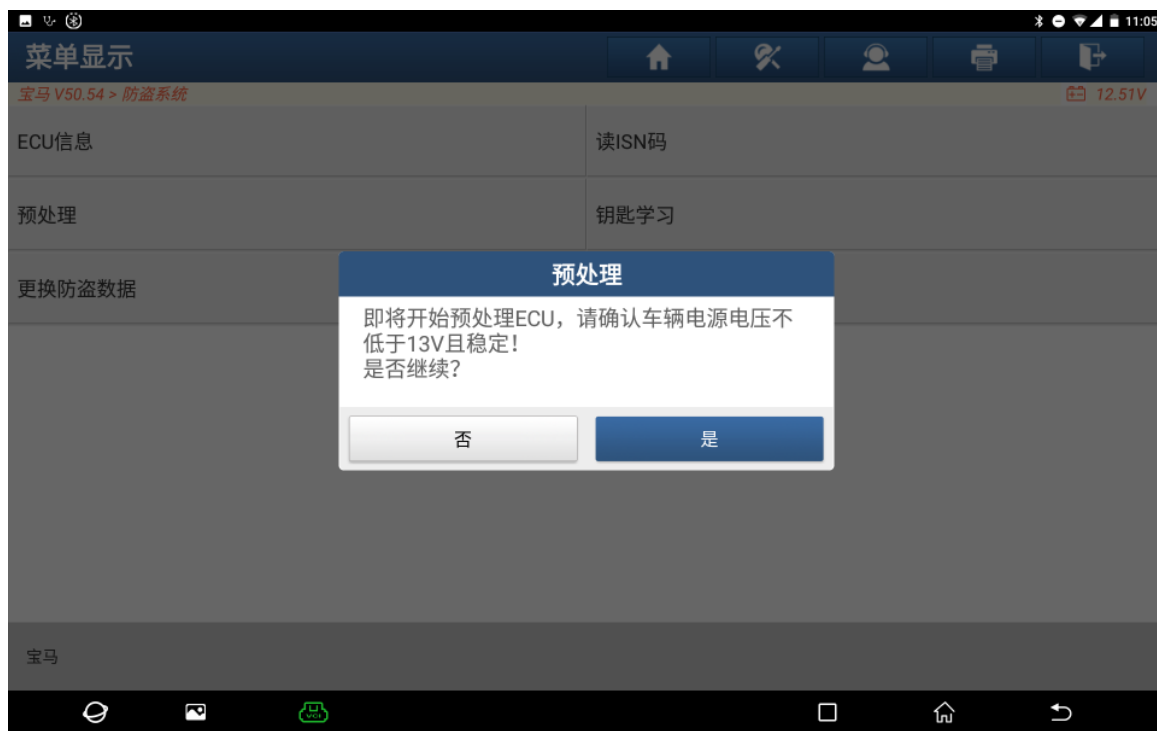 11:05
菜单显示
宝马 V50.54 > 防盗系统
12.51V
ECU信息
读ISN码
预处理
钥匙学习
更换防盗数据
预处理
即将开始预处理ECU，请确认车辆电源电压不
低于13V且稳定！
是否继续？
否
是
宝马
VCI